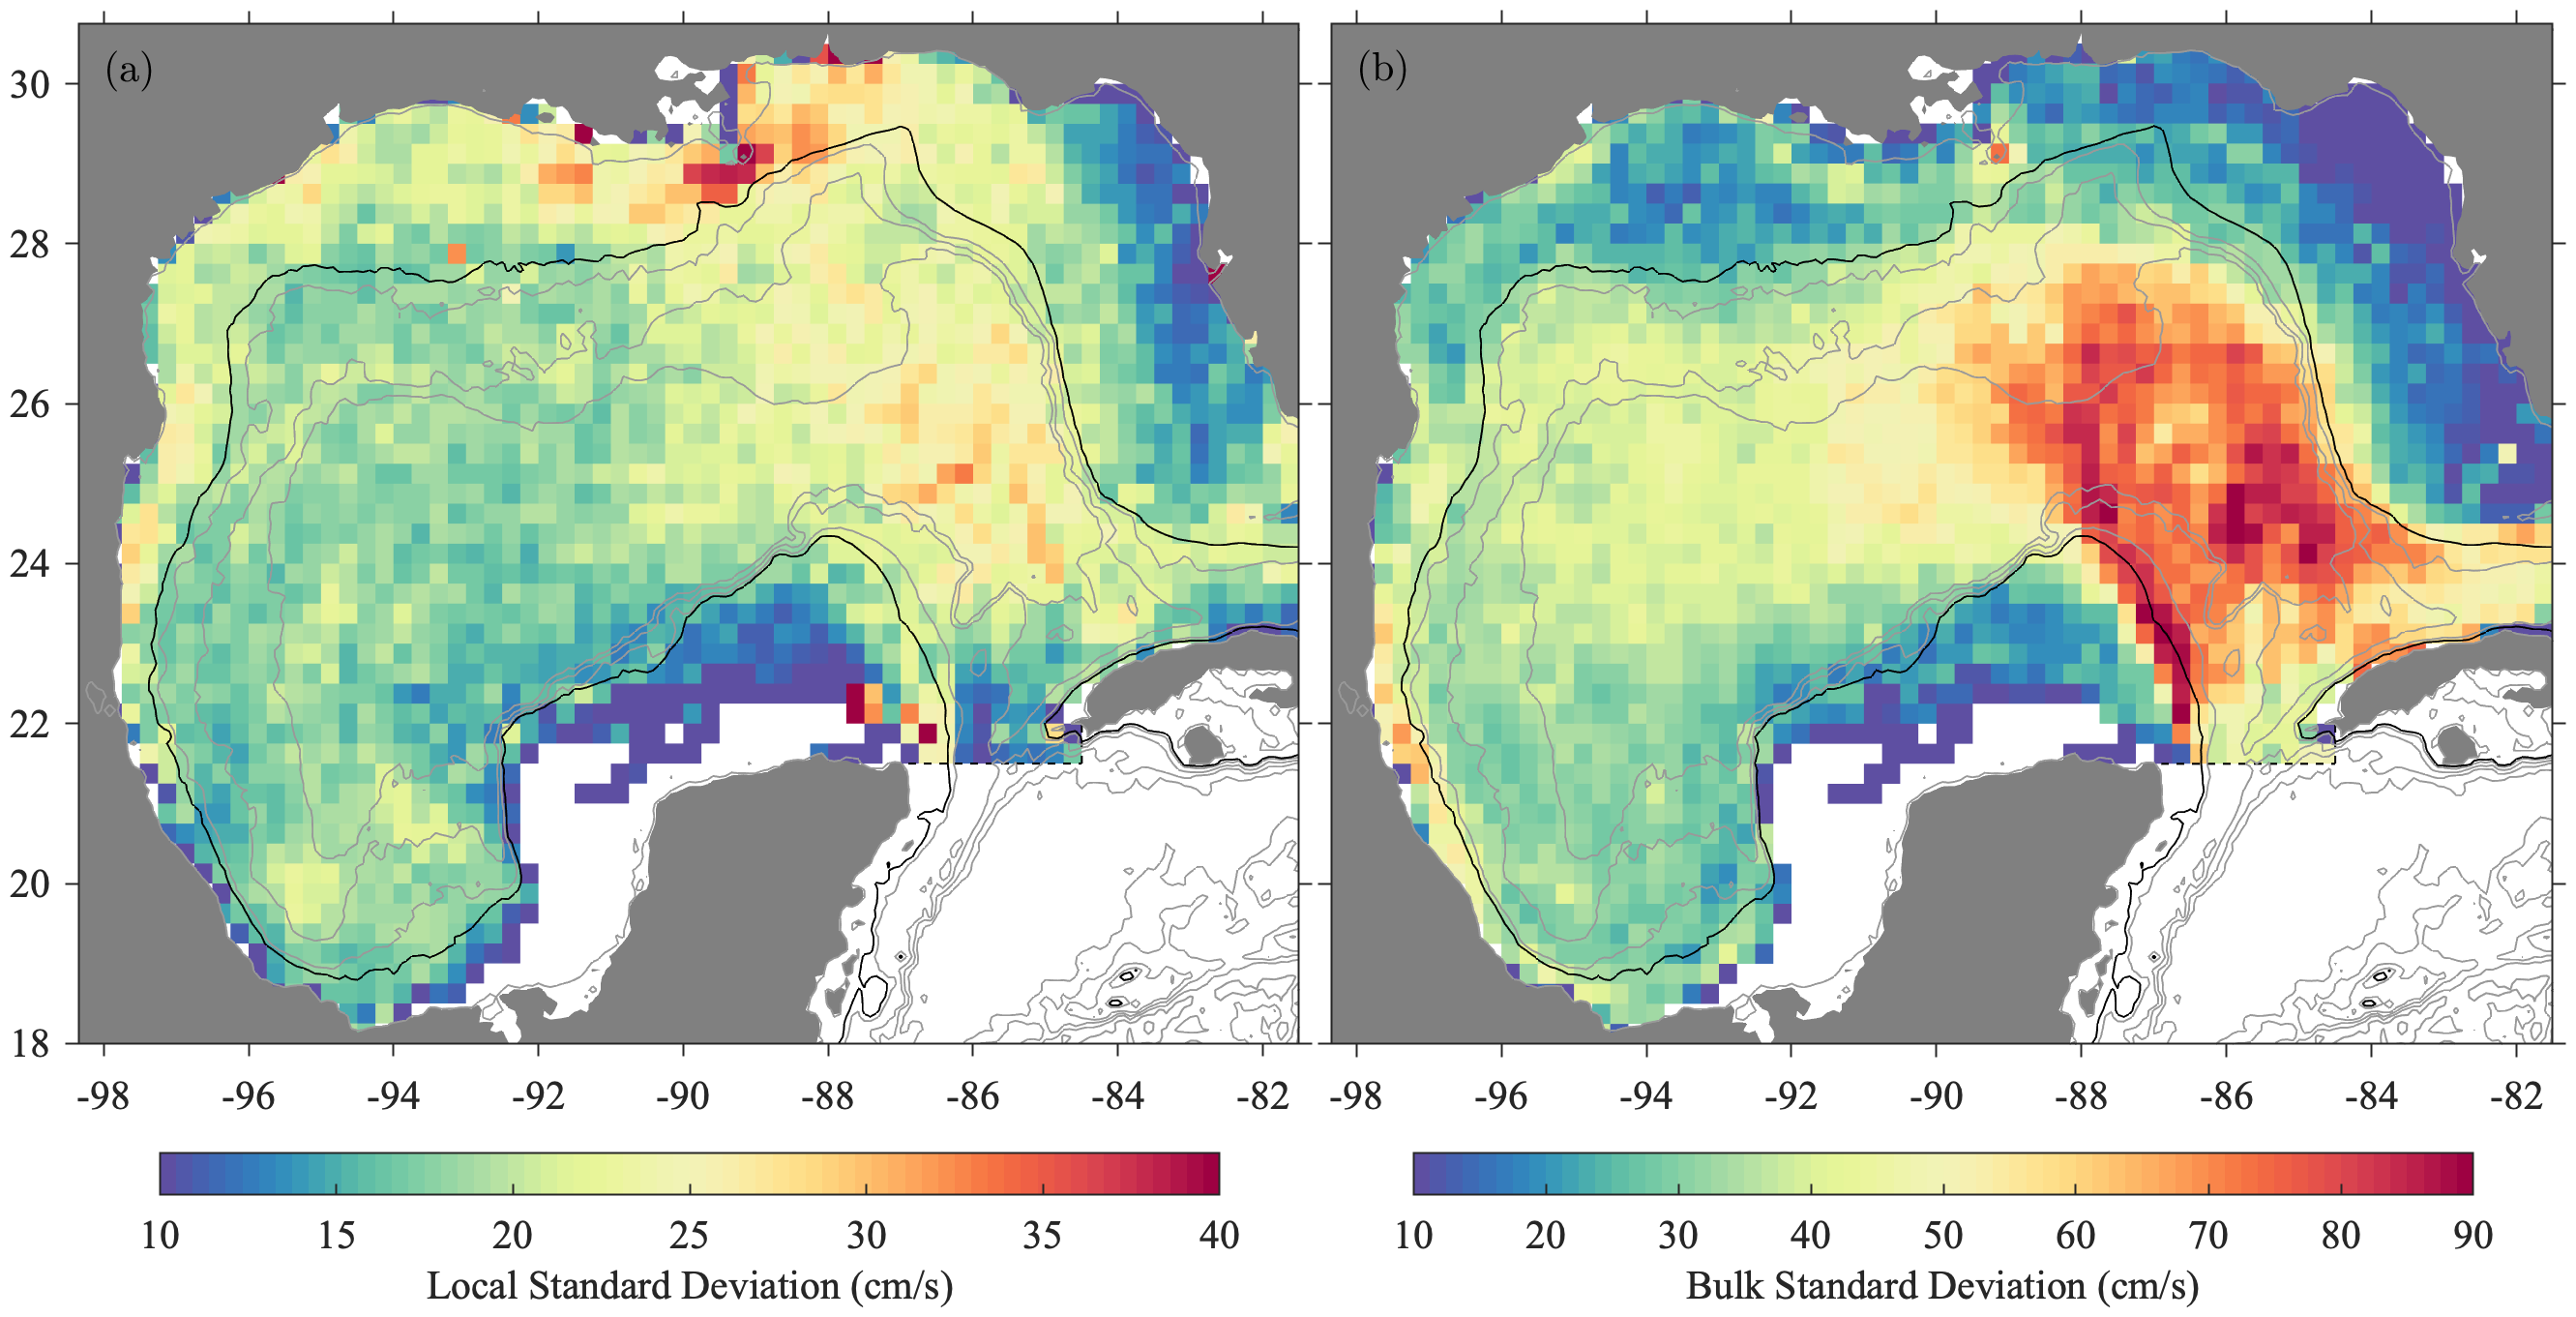 (a)
(b)
30
28
26
24
22
20
18
-98 -96 -94 -92 -90 -88 -86 -84 -82
-98 -96 -94 -92 -90 -88 -86 -84 -82
10 15 20 25 30 35 40
Local Standard Deviation (cm/s)
10 20 30 40 50 60 70 80 90
Bulk Standard Deviation (cm/s)